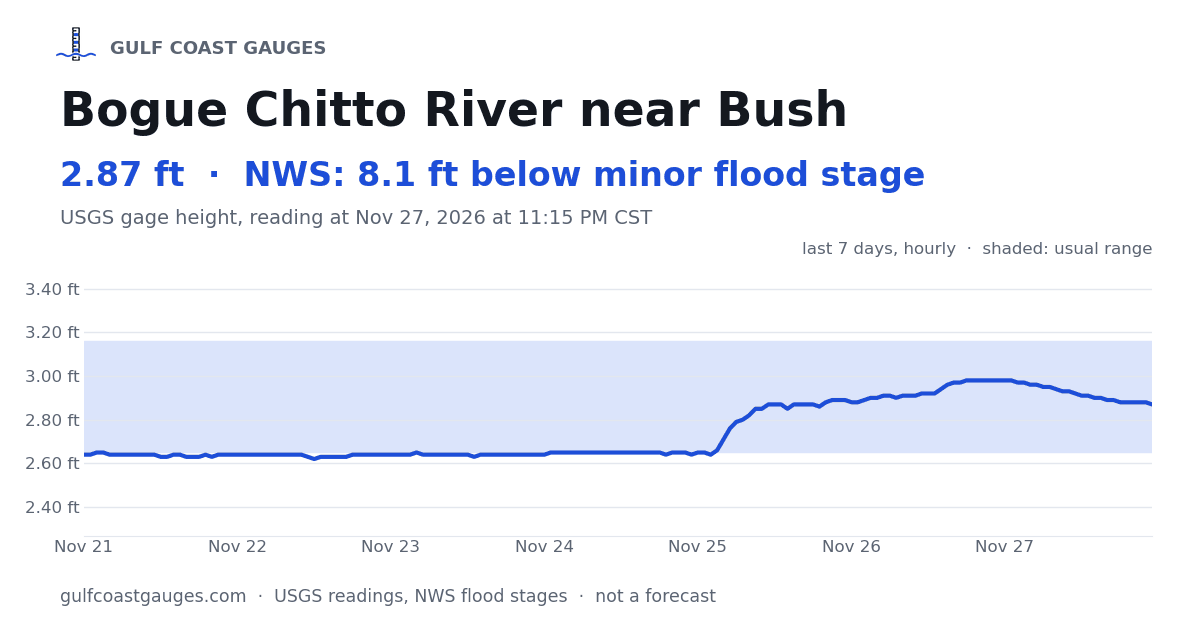 GULF COAST GAUGES
Bogue Chitto River near Bush
2.87 ft · NWS: 8.1 ft below minor flood stage
USGS gage height, reading at Nov 27, 2026 at 11:15 PM CST
last 7 days, hourly · shaded: usual range
3.40 ft
3.20 ft
3.00 ft
2.80 ft
2.60 ft
2.40 ft
Nov 21 Nov 22 Nov 23 Nov 24 Nov 25 Nov 26 Nov 27
gulfcoastgauges.com · USGS readings, NWS flood stages · not a forecast